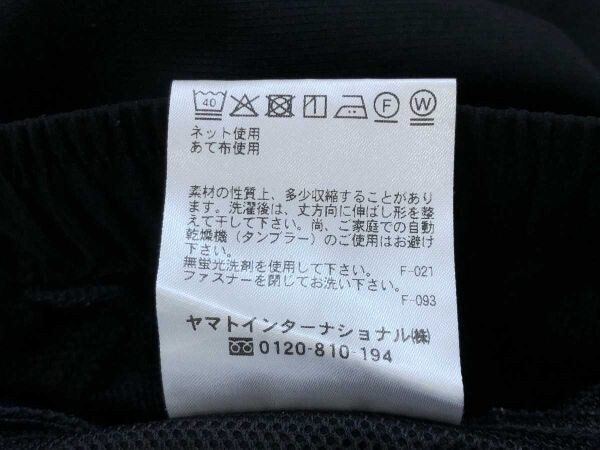 40 F W
ネット使用
あて布使用
素材の性質上、多少収縮することがあり
ます。洗濯後は、丈方向に伸ばし形を整
えて干して下さい。尚、ご家庭での自動
乾燥機（タンブラー）のご使用はお避け
下さい。
無蛍光洗剤を使用して下さい。 F-021
ファスナーを閉じてお洗い下さい。
F-093
ヤマトインターナショナル㈱
0120-810-194